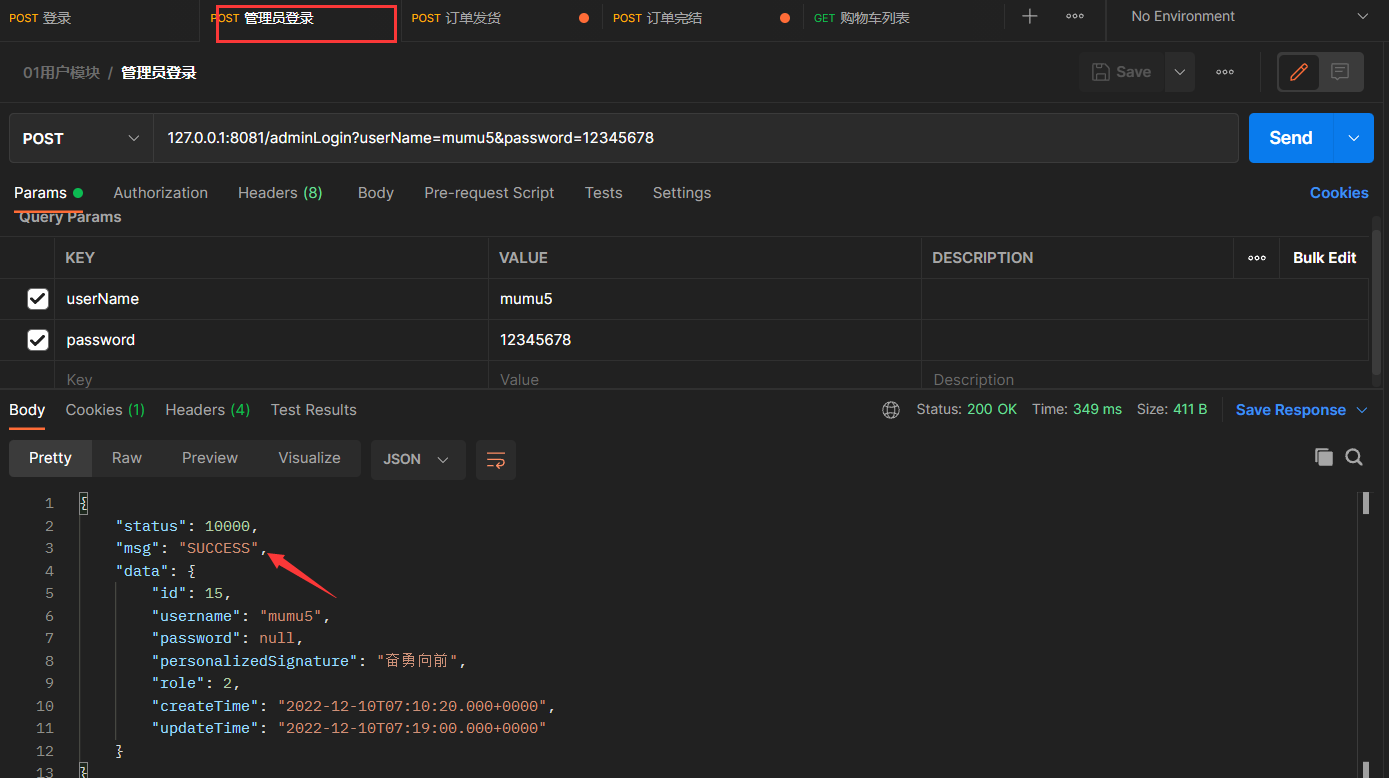 POST 登录 POST 管理员登录 POST 订单发货 POST 订单完结 GET 购物车列表 No Environment
01用户模块 / 管理员登录 Save
POST 127.0.0.1:8081/adminLogin?userName=mumu5&password=12345678 Send
Params Authorization Headers (8) Body Pre-request Script Tests Settings Cookies
Query Params
KEY VALUE DESCRIPTION Bulk Edit
userName mumu5
password 12345678
Key Value Description
Body Cookies (1) Headers (4) Test Results Status: 200 OK Time: 349 ms Size: 411 B Save Response
Pretty Raw Preview Visualize JSON
1 {
2 "status": 10000,
3 "msg": "SUCCESS",
4 "data": {
5 "id": 15,
6 "username": "mumu5",
7 "password": null,
8 "personalizedSignature": "奋勇向前",
9 "role": 2,
10 "createTime": "2022-12-10T07:10:20.000+0000",
11 "updateTime": "2022-12-10T07:19:00.000+0000"
12 }
13 }